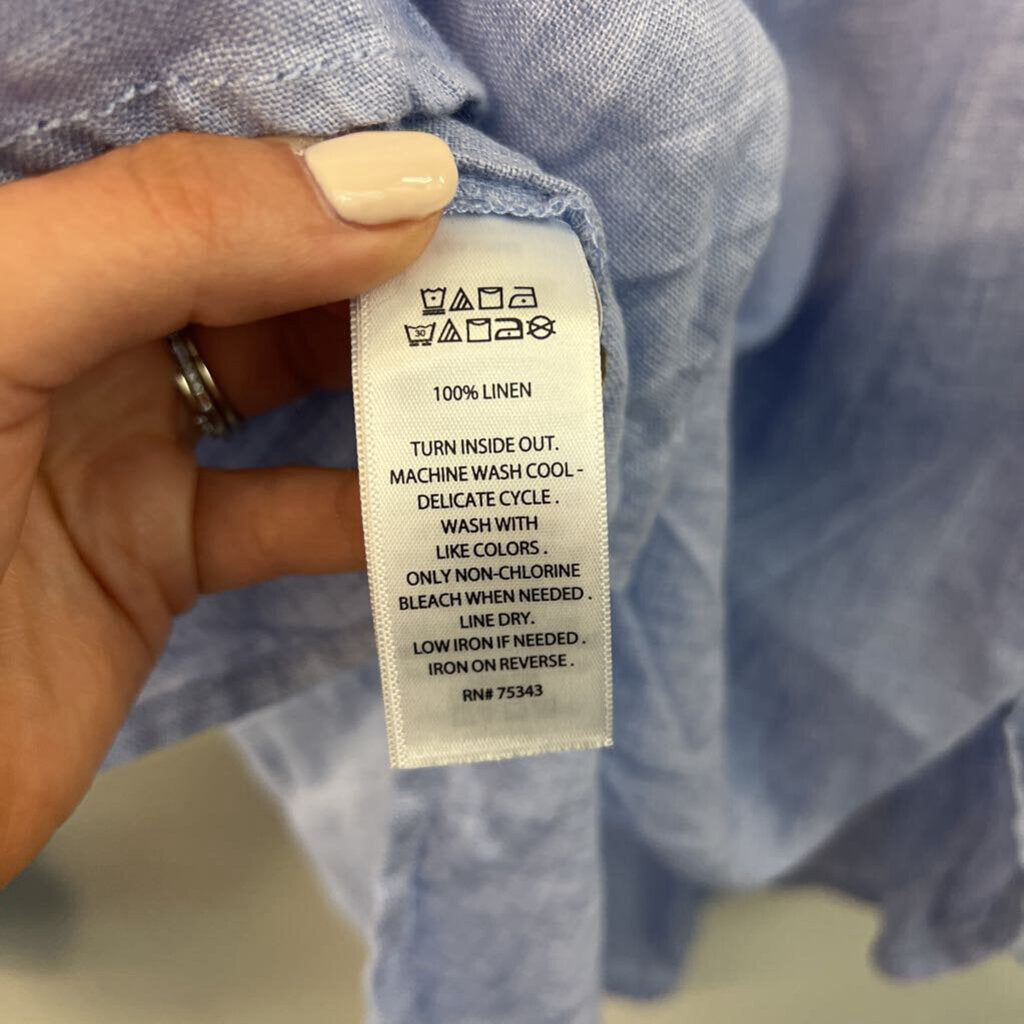 30
100% LINEN
TURN INSIDE OUT.
MACHINE WASH COOL -
DELICATE CYCLE .
WASH WITH
LIKE COLORS .
ONLY NON-CHLORINE
BLEACH WHEN NEEDED .
LINE DRY.
LOW IRON IF NEEDED .
IRON ON REVERSE .
RN# 75343